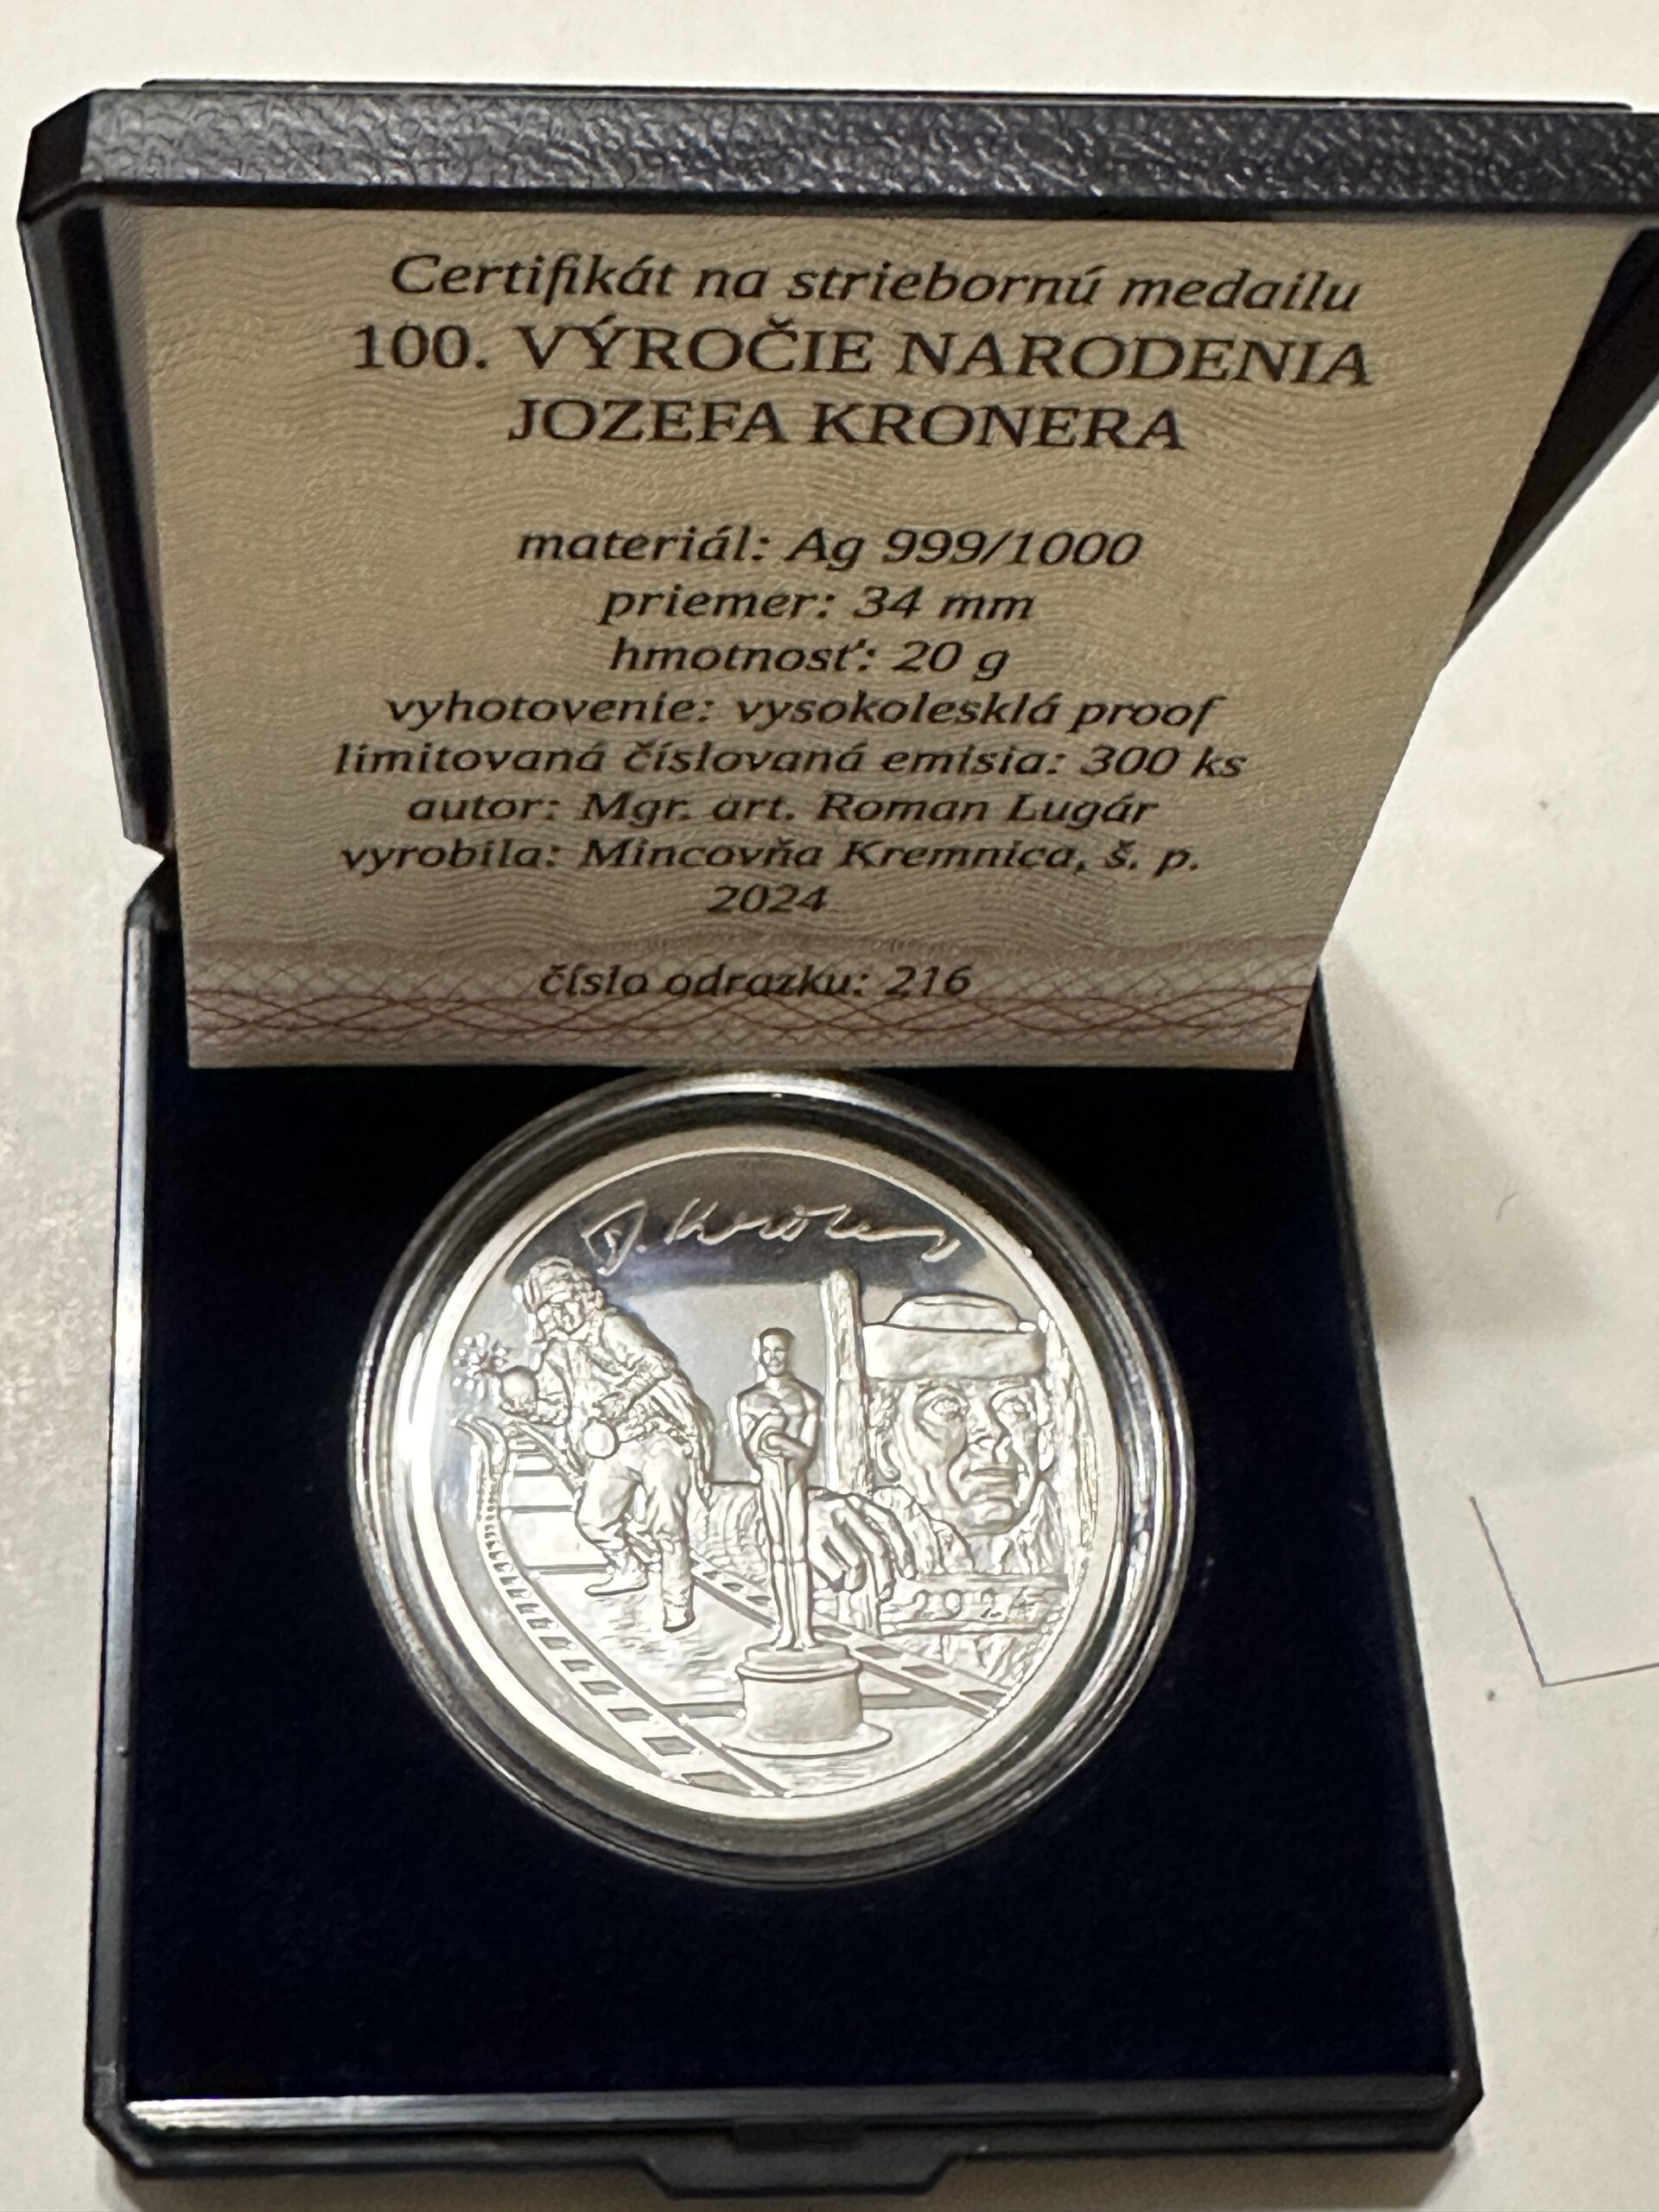 Certifikát na striebornú medailu
100. VÝROČIE NARODENIA
JOZEFA KRONERA
materiál: Ag 999/1000
priemer: 34 mm
hmotnosť: 20 g
vyhotovenie: vysokolesklá proof
limitovaná číslovaná emisia: 300 ks
autor: Mgr. art. Roman Lugár
vyrobila: Mincovňa Kremnica, š. p.
2024
číslo odrazku: 216
J. Kroner
2024